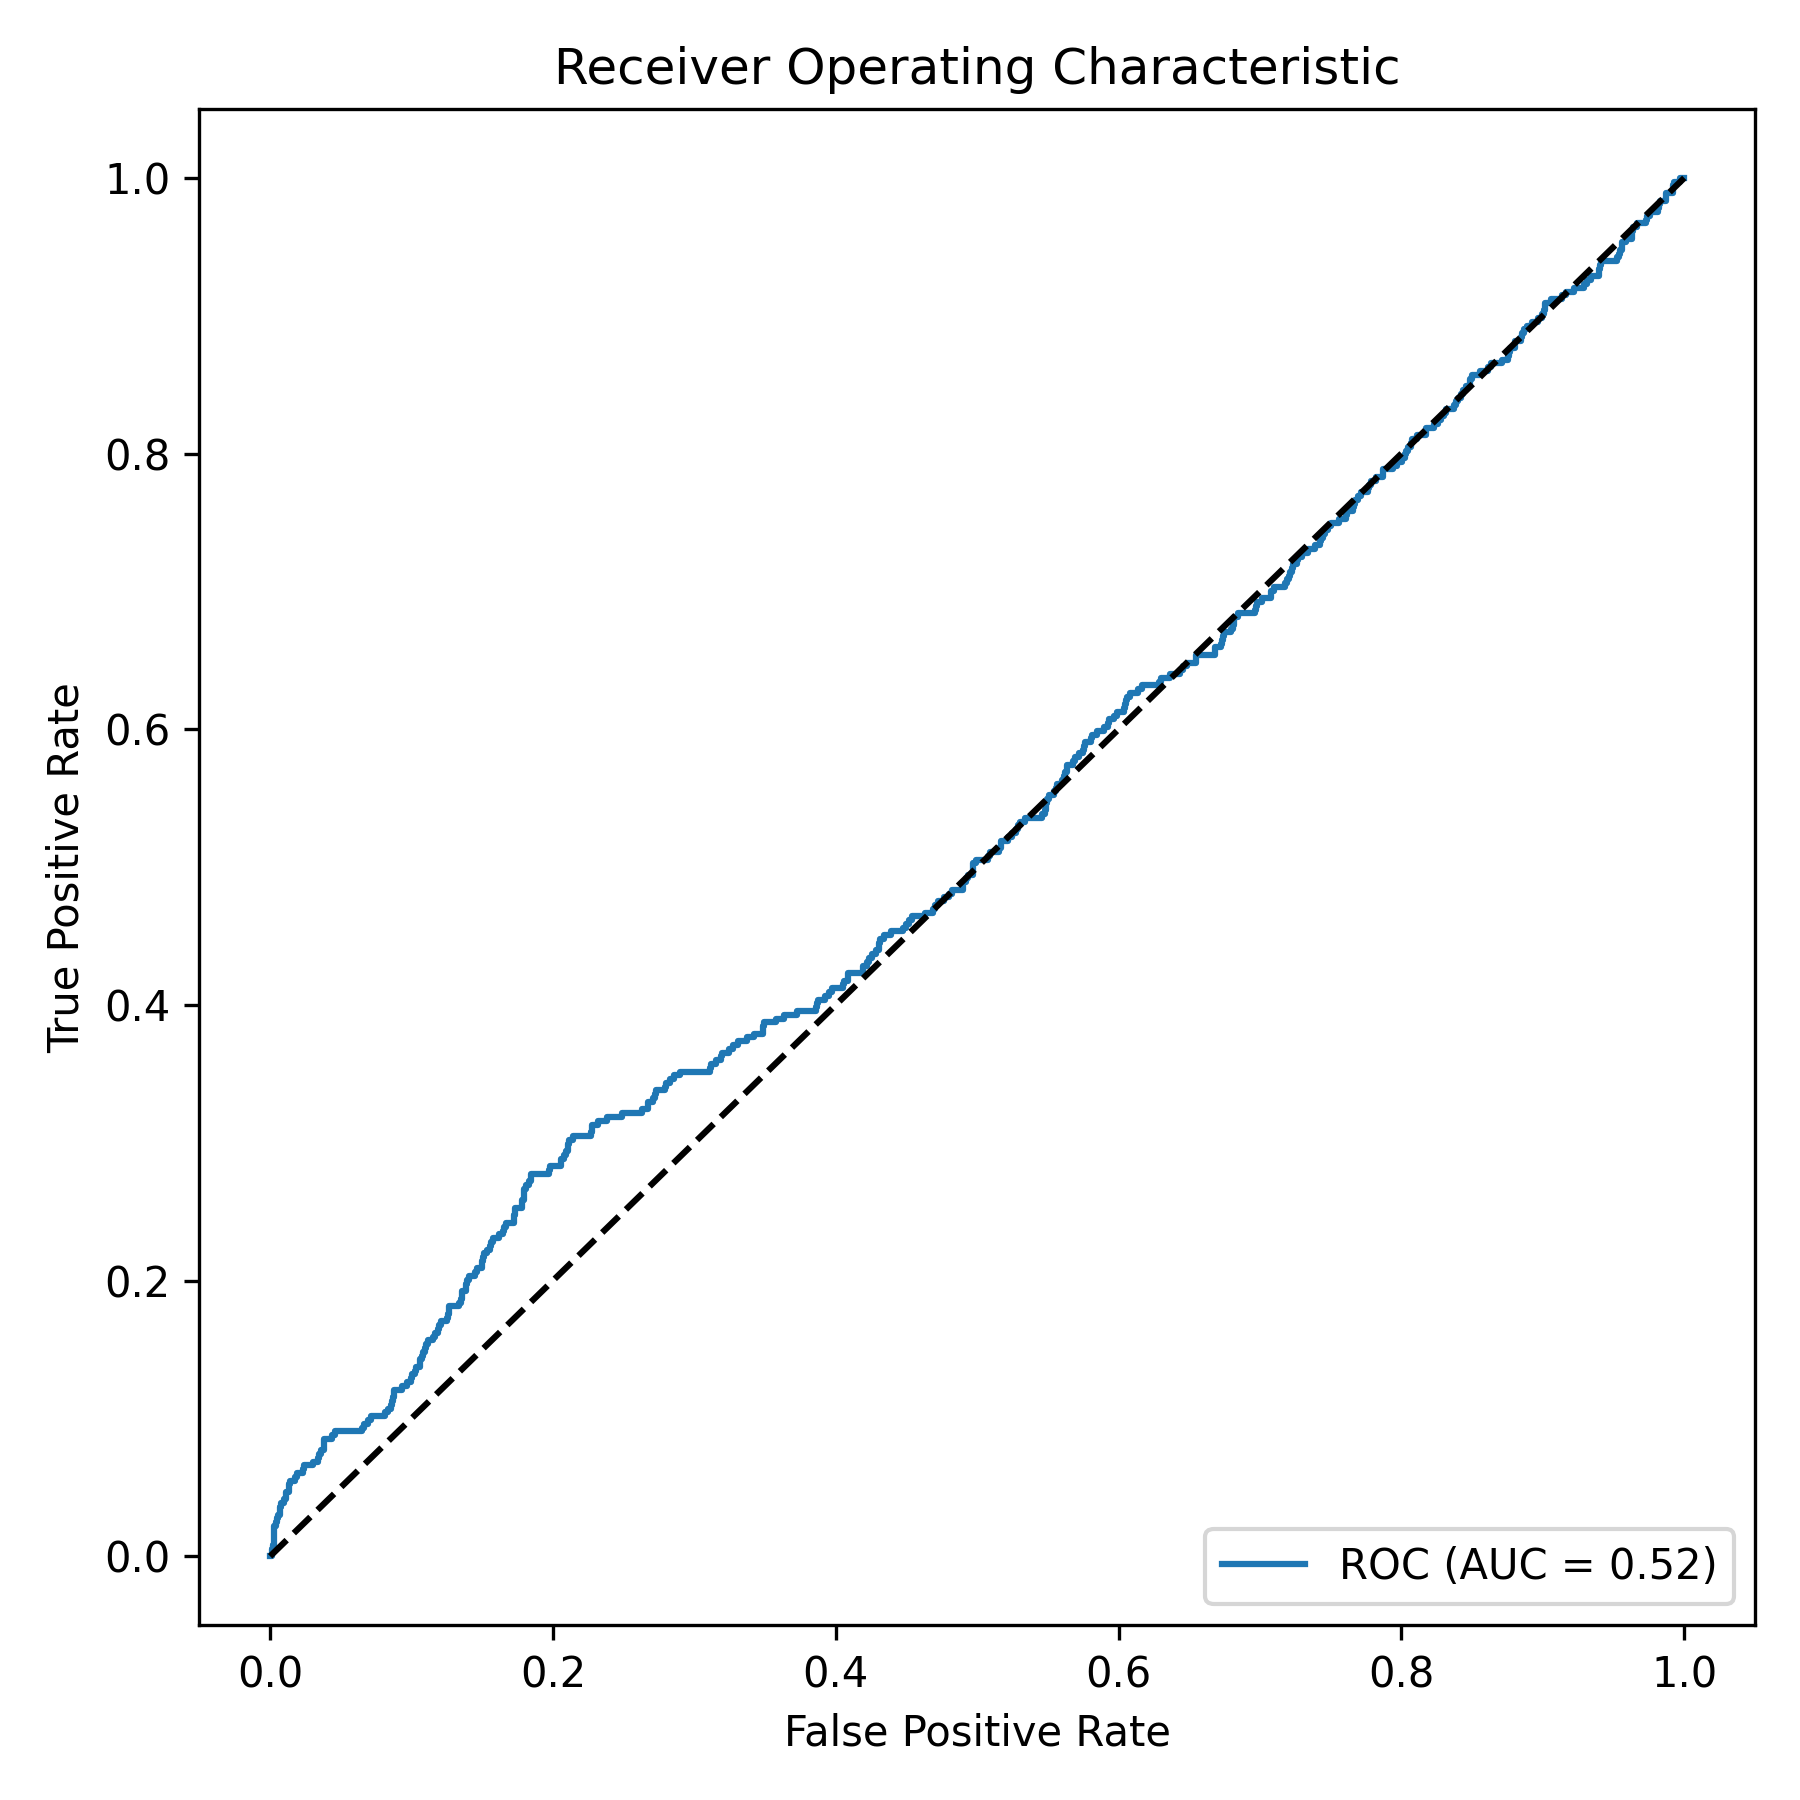 Receiver Operating Characteristic
1.0
0.8
0.6
0.4
0.2
0.0
True Positive Rate
0.0 0.2 0.4 0.6 0.8 1.0
False Positive Rate
ROC (AUC = 0.52)